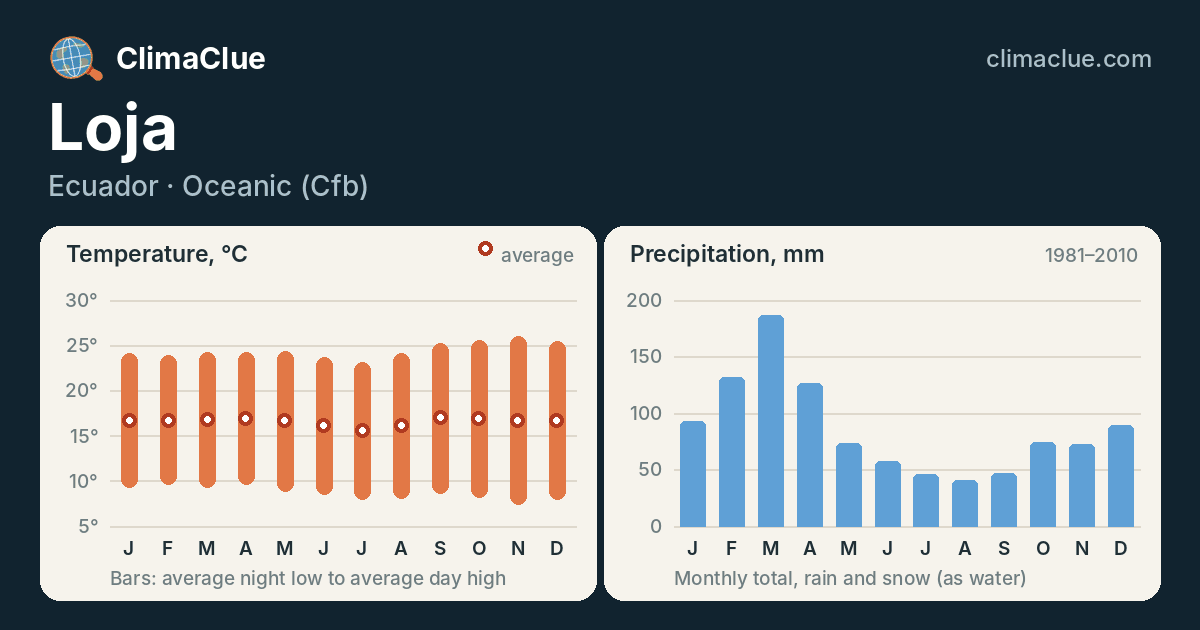 ClimaClue
climaclue.com
Loja
Ecuador · Oceanic (Cfb)
Temperature, °C
average
30°
25°
20°
15°
10°
5°
J F M A M J J A S O N D
Bars: average night low to average day high
Precipitation, mm
1981–2010
200
150
100
50
0
J F M A M J J A S O N D
Monthly total, rain and snow (as water)